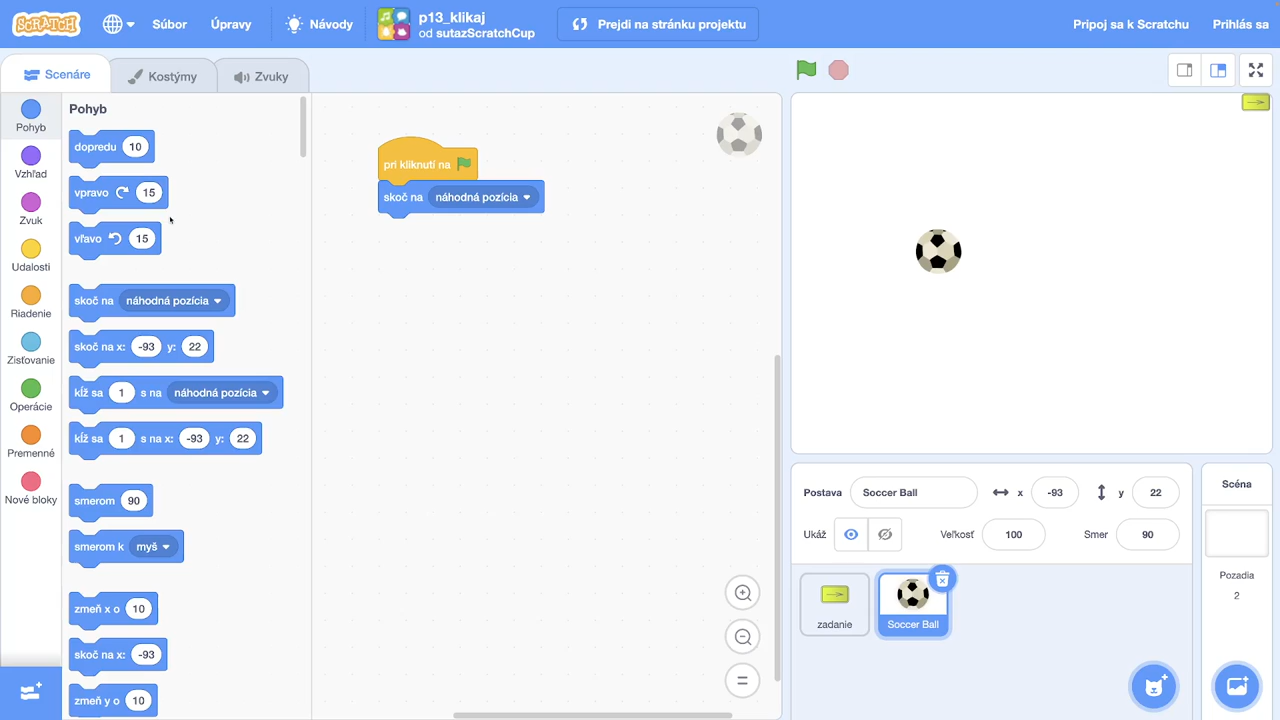 SCRATCH
Súbor
Úpravy
Návody
p13_klikaj
od sutazScratchCup
Prejdi na stránku projektu
Pripoj sa k Scratchu
Prihlás sa
Scenáre
Kostýmy
Zvuky
Pohyb
Vzhľad
Zvuk
Udalosti
Riadenie
Zisťovanie
Operácie
Premenné
Nové bloky
Pohyb
dopredu 10
vpravo 15
vľavo 15
skoč na náhodná pozícia
skoč na x: -93 y: 22
kĺž sa 1 s na náhodná pozícia
kĺž sa 1 s na x: -93 y: 22
smerom 90
smerom k myš
zmeň x o 10
skoč na x: -93
zmeň y o 10
pri kliknutí na
skoč na náhodná pozícia
Postava Soccer Ball x -93 y 22
Ukáž Veľkosť 100 Smer 90
zadanie
Soccer Ball
Scéna
Pozadia
2